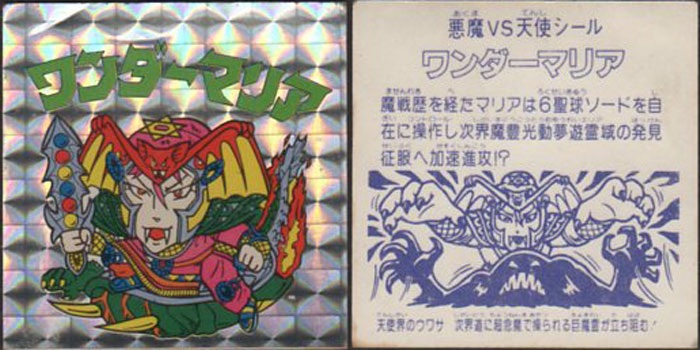 ワンダーマリア
悪魔VS天使シール
ワンダーマリア
魔戦歴を経たマリアは6聖球ソードを自
在に操作し次界魔霊光動夢遊霊域の発見
征服へ加速進攻!?
天使界のウワサ 次界道に超念魔で操られる巨魔霊が立ち阻む!